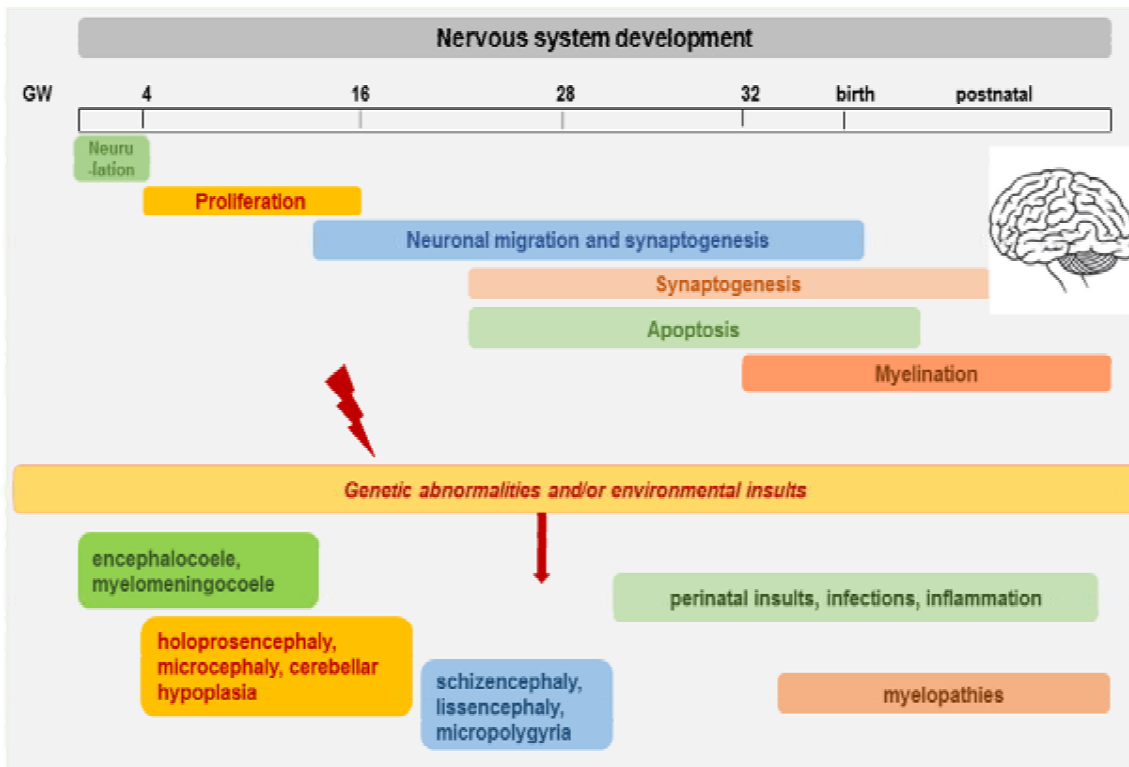 Nervous system development
GW 4 16 28 32 birth postnatal
Neuru
-lation
Proliferation
Neuronal migration and synaptogenesis
Synaptogenesis
Apoptosis
Myelination
Genetic abnormalities and/or environmental insults
encephalocoele,
myelomeningocoele
perinatal insults, infections, inflammation
holoprosencephaly,
microcephaly, cerebellar
hypoplasia
schizencephaly,
lissencephaly,
micropolygyria
myelopathies